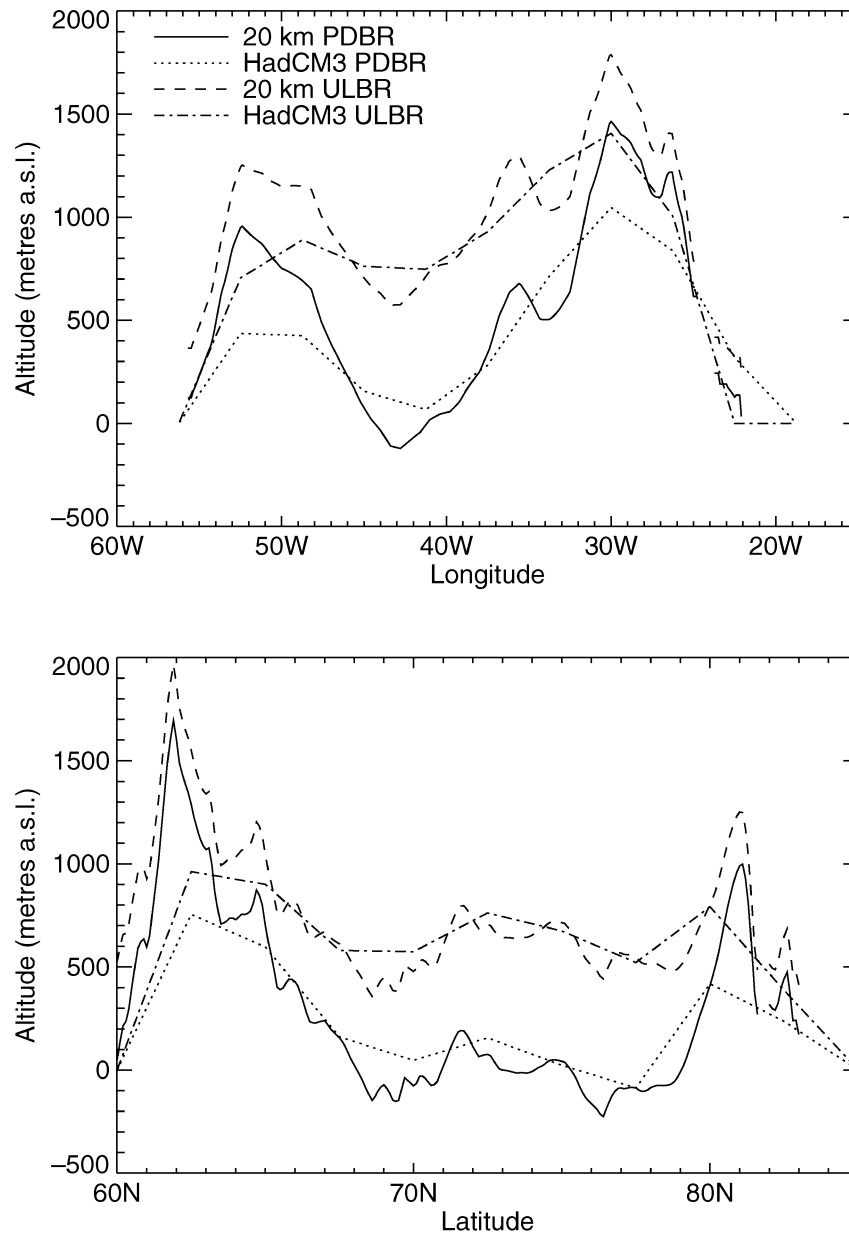 2000
1500
1000
500
0
–500
Altitude (metres a.s.l.)
20 km PDBR
HadCM3 PDBR
20 km ULBR
HadCM3 ULBR
60W 50W 40W 30W 20W
Longitude
2000
1500
1000
500
0
–500
Altitude (metres a.s.l.)
60N 70N 80N
Latitude